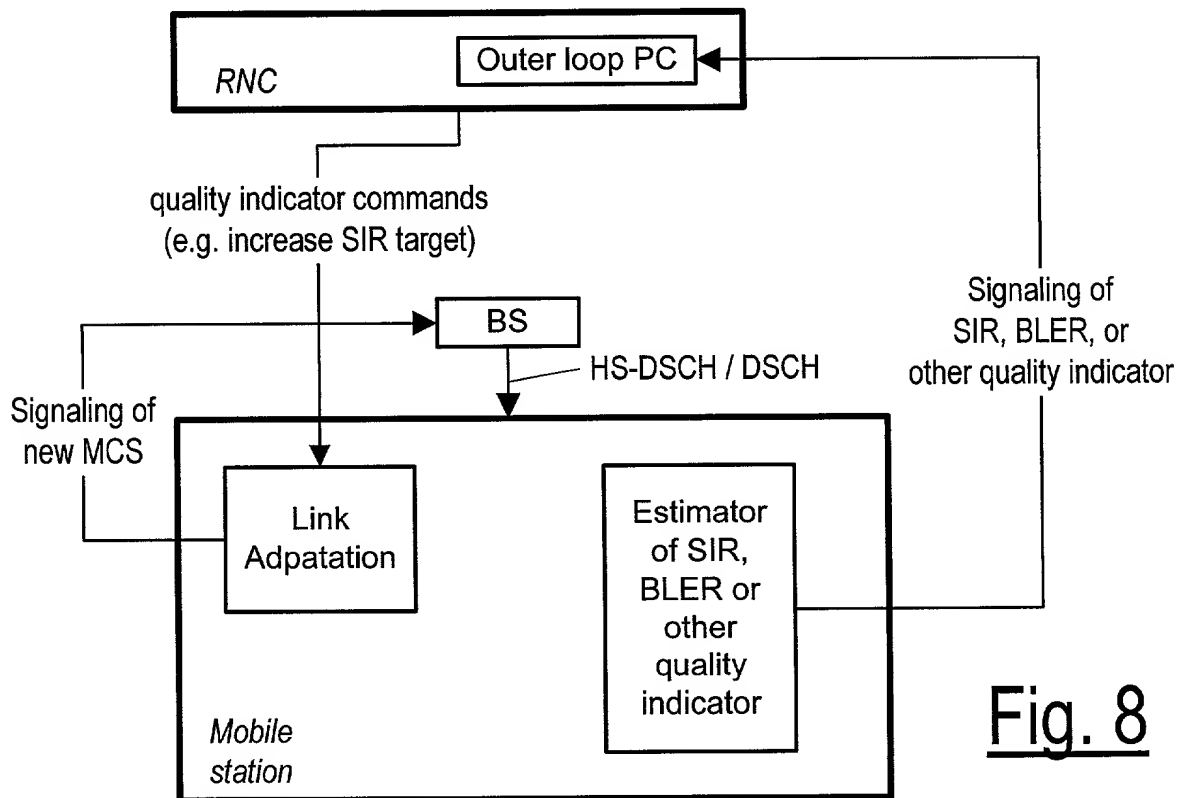 Outer loop PC
RNC
quality indicator commands
(e.g. increase SIR target)
Signaling of
SIR, BLER, or
other quality indicator
BS
HS-DSCH / DSCH
Signaling of
new MCS
Link
Adpatation
Estimator
of SIR,
BLER or
other
quality
indicator
Mobile
station
Fig. 8